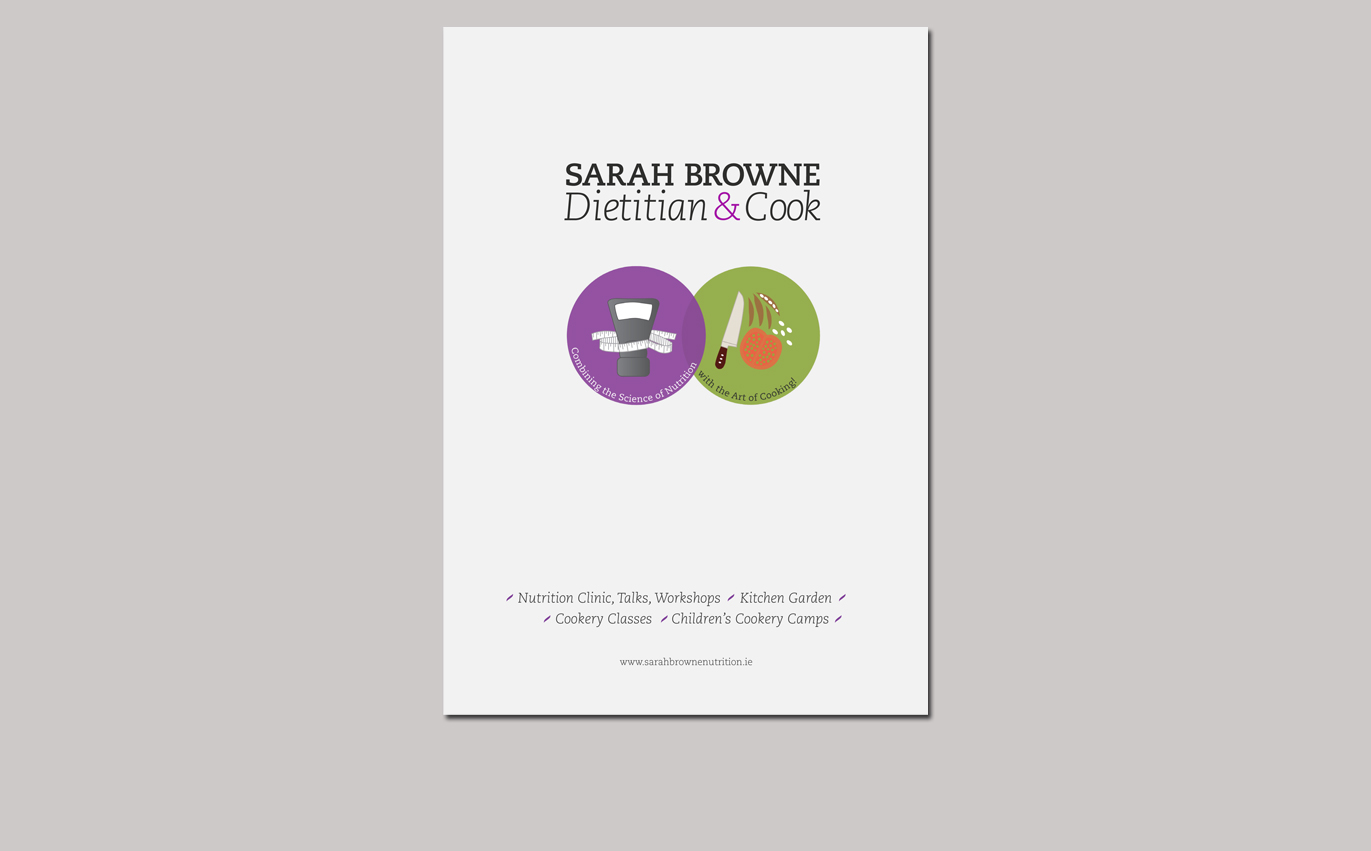 SARAH BROWNE
Dietitian & Cook
Combining the Science of Nutrition
with the Art of Cooking!
Nutrition Clinic, Talks, Workshops
Kitchen Garden
Cookery Classes
Children's Cookery Camps
www.sarahbrownenutrition.ie